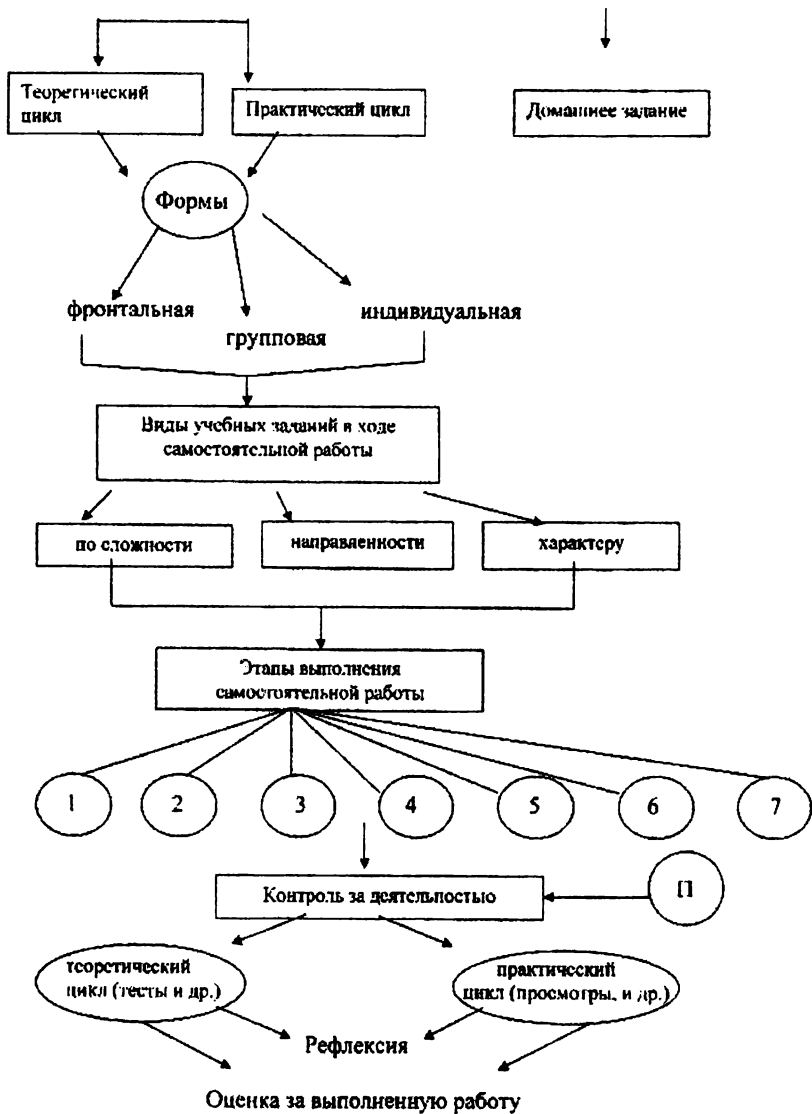 Теоретический
цикл
Практический цикл
Домашнее задание
Формы
фронтальная
групповая
индивидуальная
Виды учебных заданий в ходе
самостоятельной работы
по сложности
направленности
характеру
Этапы выполнения
самостоятельной работы
1
2
3
4
5
6
7
Контроль за деятельностью
П
теоретический
цикл (тесты и др.)
практический
цикл (просмотры, и др.)
Рефлексия
Оценка за выполненную работу